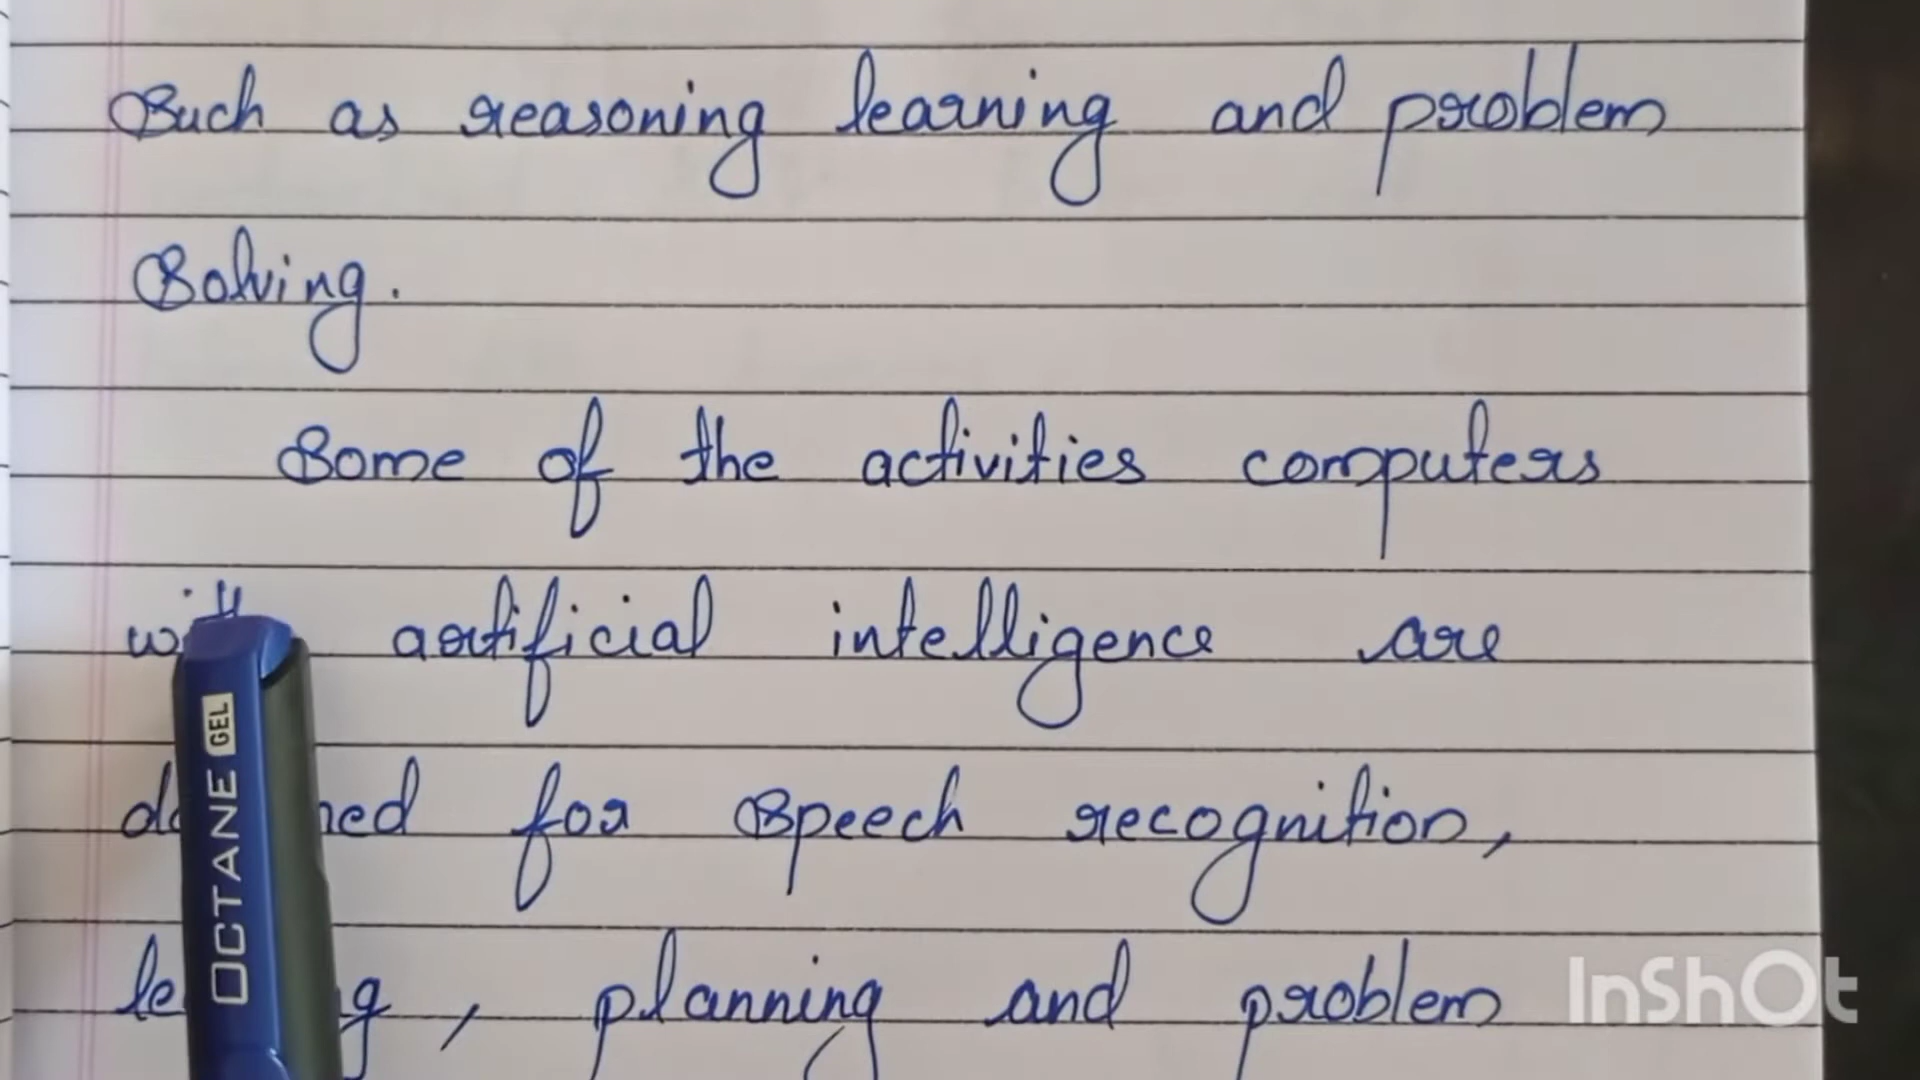 Such as reasoning learning and problem
Solving.
Some of the activities computers
with artificial intelligence are
for Speech recognition,
, planning and problem
OCTANE GEL
InShOt